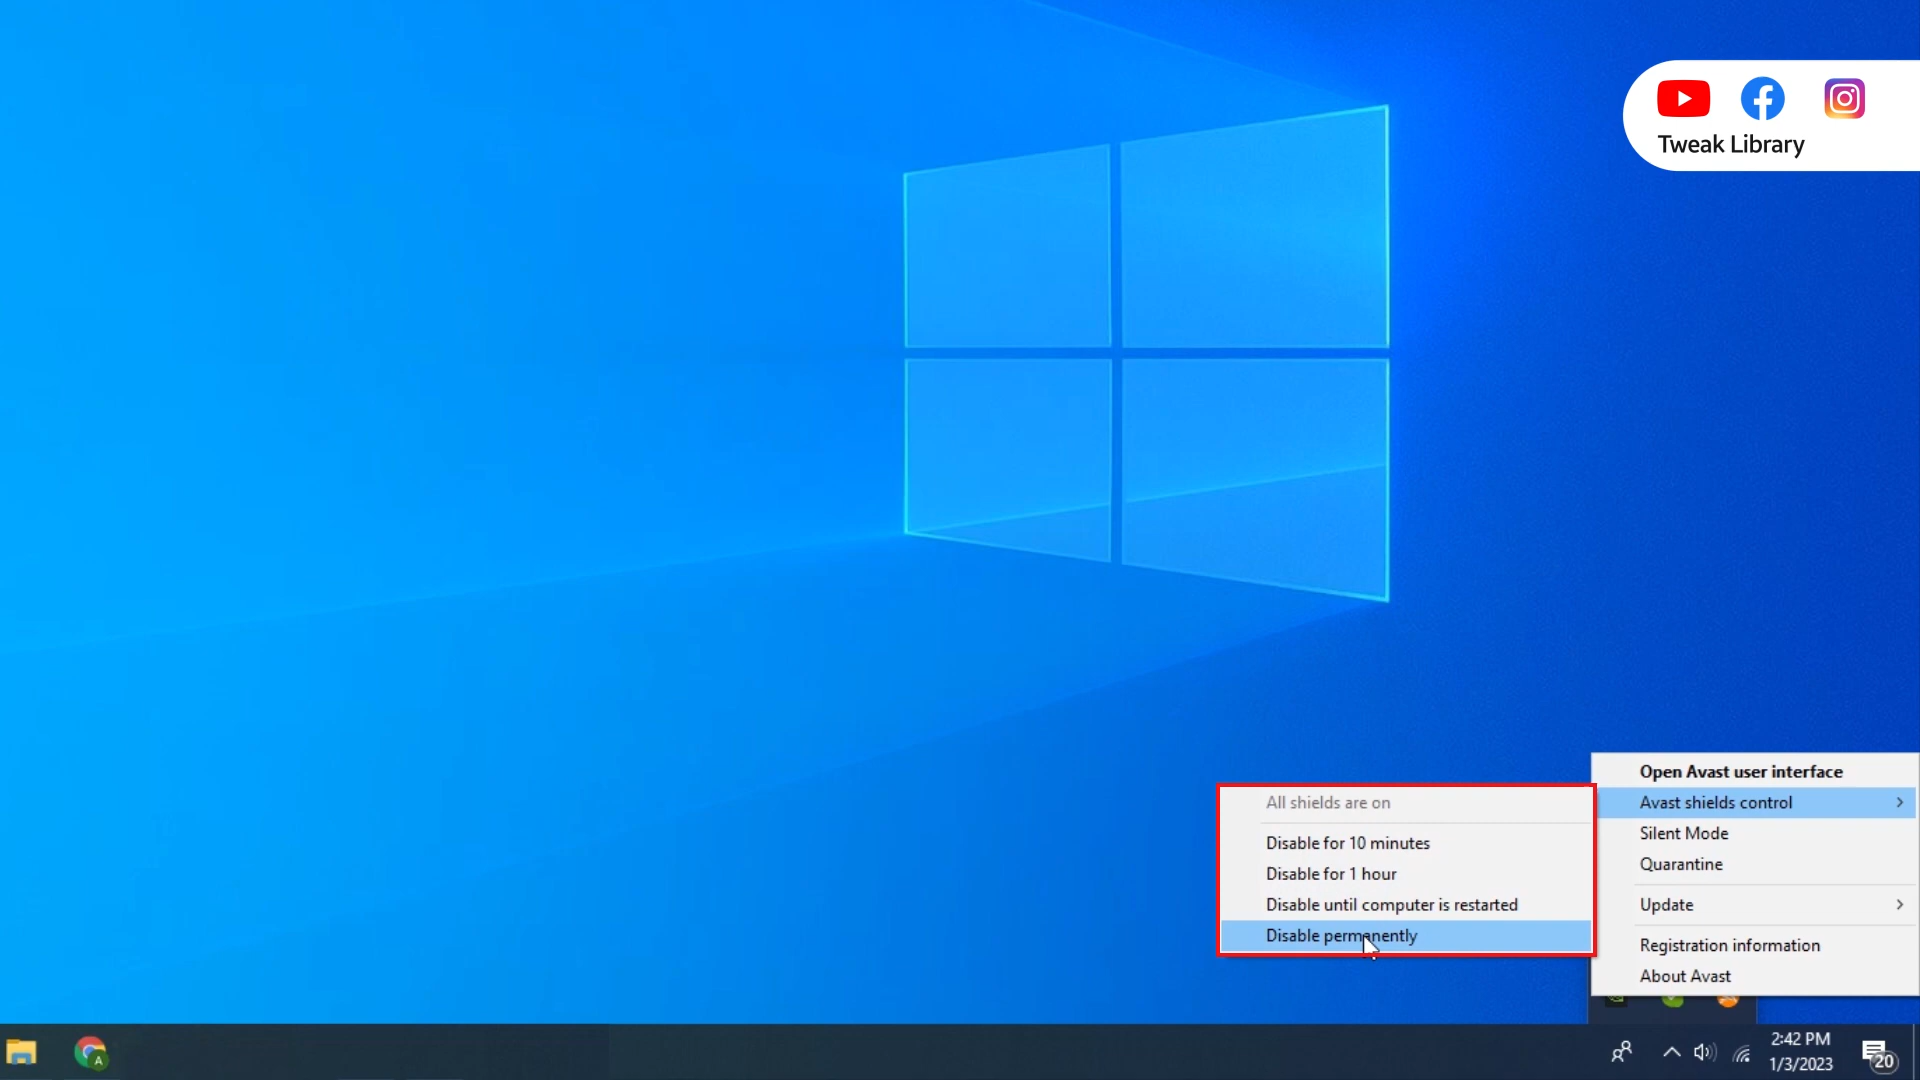 Tweak Library
Open Avast user interface
Avast shields control
Silent Mode
Quarantine
Update
Registration information
About Avast
All shields are on
Disable for 10 minutes
Disable for 1 hour
Disable until computer is restarted
Disable permanently
A
2:42 PM
1/3/2023
20